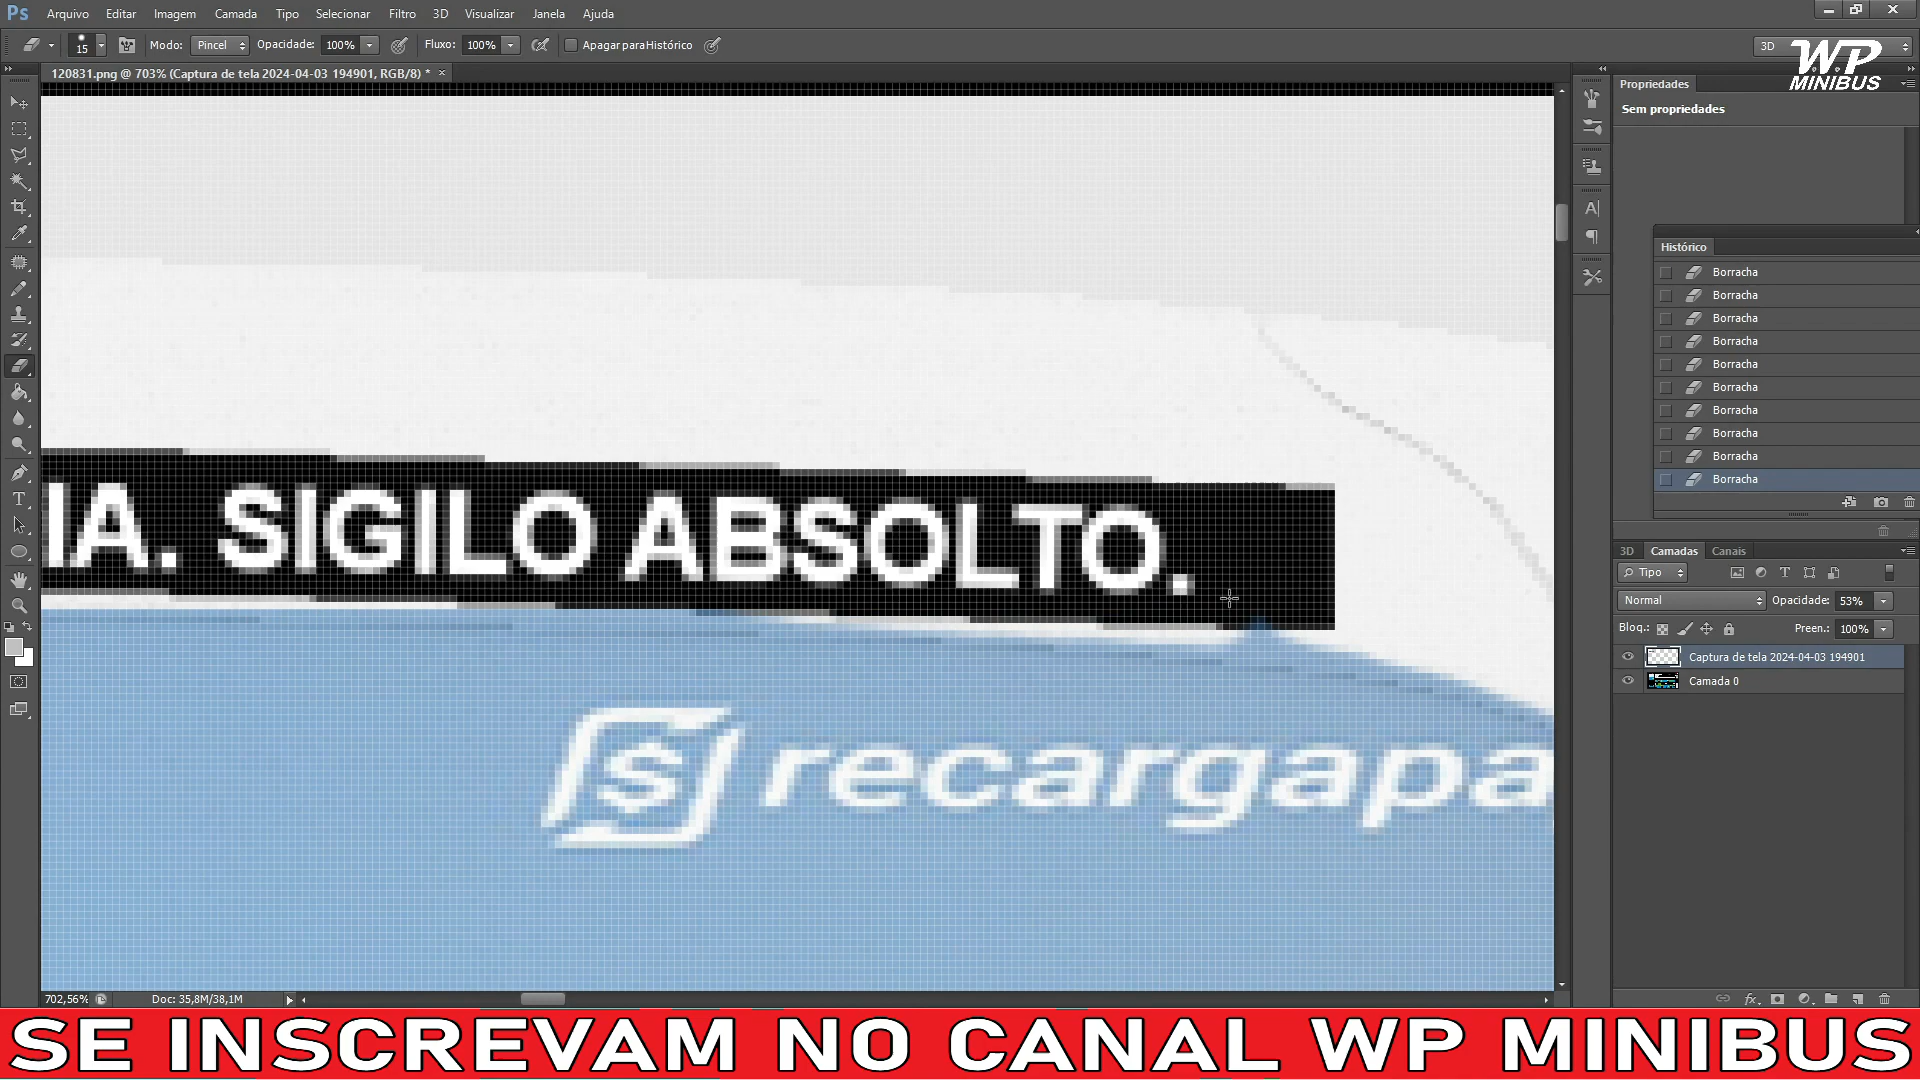 Ps Arquivo Editar Imagem Camada Tipo Selecionar Filtro 3D Visualizar Janela Ajuda
15 Modo: Pincel Opacidade: 100% Fluxo: 100% Apagar para Histórico 3D
WP
MINIBUS
120831.png @ 703% (Captura de tela 2024-04-03 194901, RGB/8) * ×
Propriedades
Sem propriedades
Histórico
Borracha
Borracha
Borracha
Borracha
Borracha
Borracha
Borracha
Borracha
Borracha
Borracha
IA. SIGILO ABSOLTO.
s recargapa
3D Camadas Canais
Tipo
Normal Opacidade: 53%
Bloq.: Preen.: 100%
Captura de tela 2024-04-03 194901
Camada 0
702,56% Doc: 35,8M/38,1M
SE INSCREVAM NO CANAL WP MINIBUS